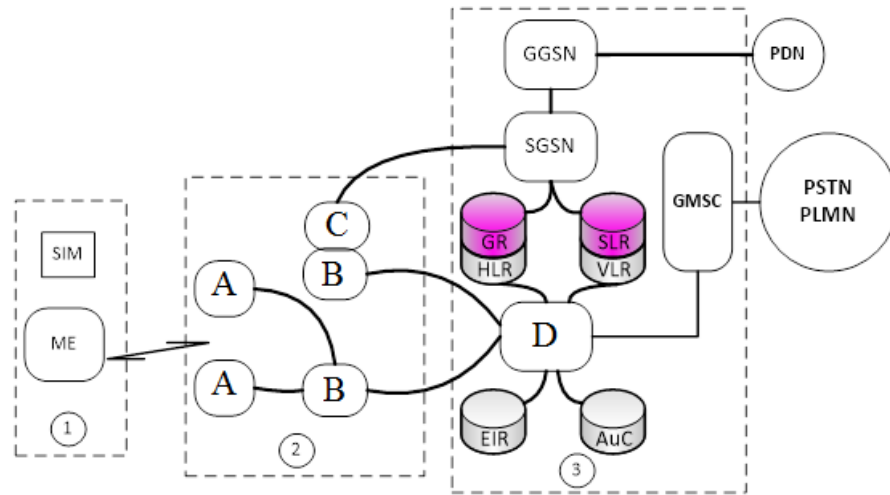 GGSN
PDN
SGSN
C
GR
SLR
GMSC
PSTN
PLMN
SIM
HLR
VLR
B
A
ME
D
A
B
EIR
AuC
1
2
3